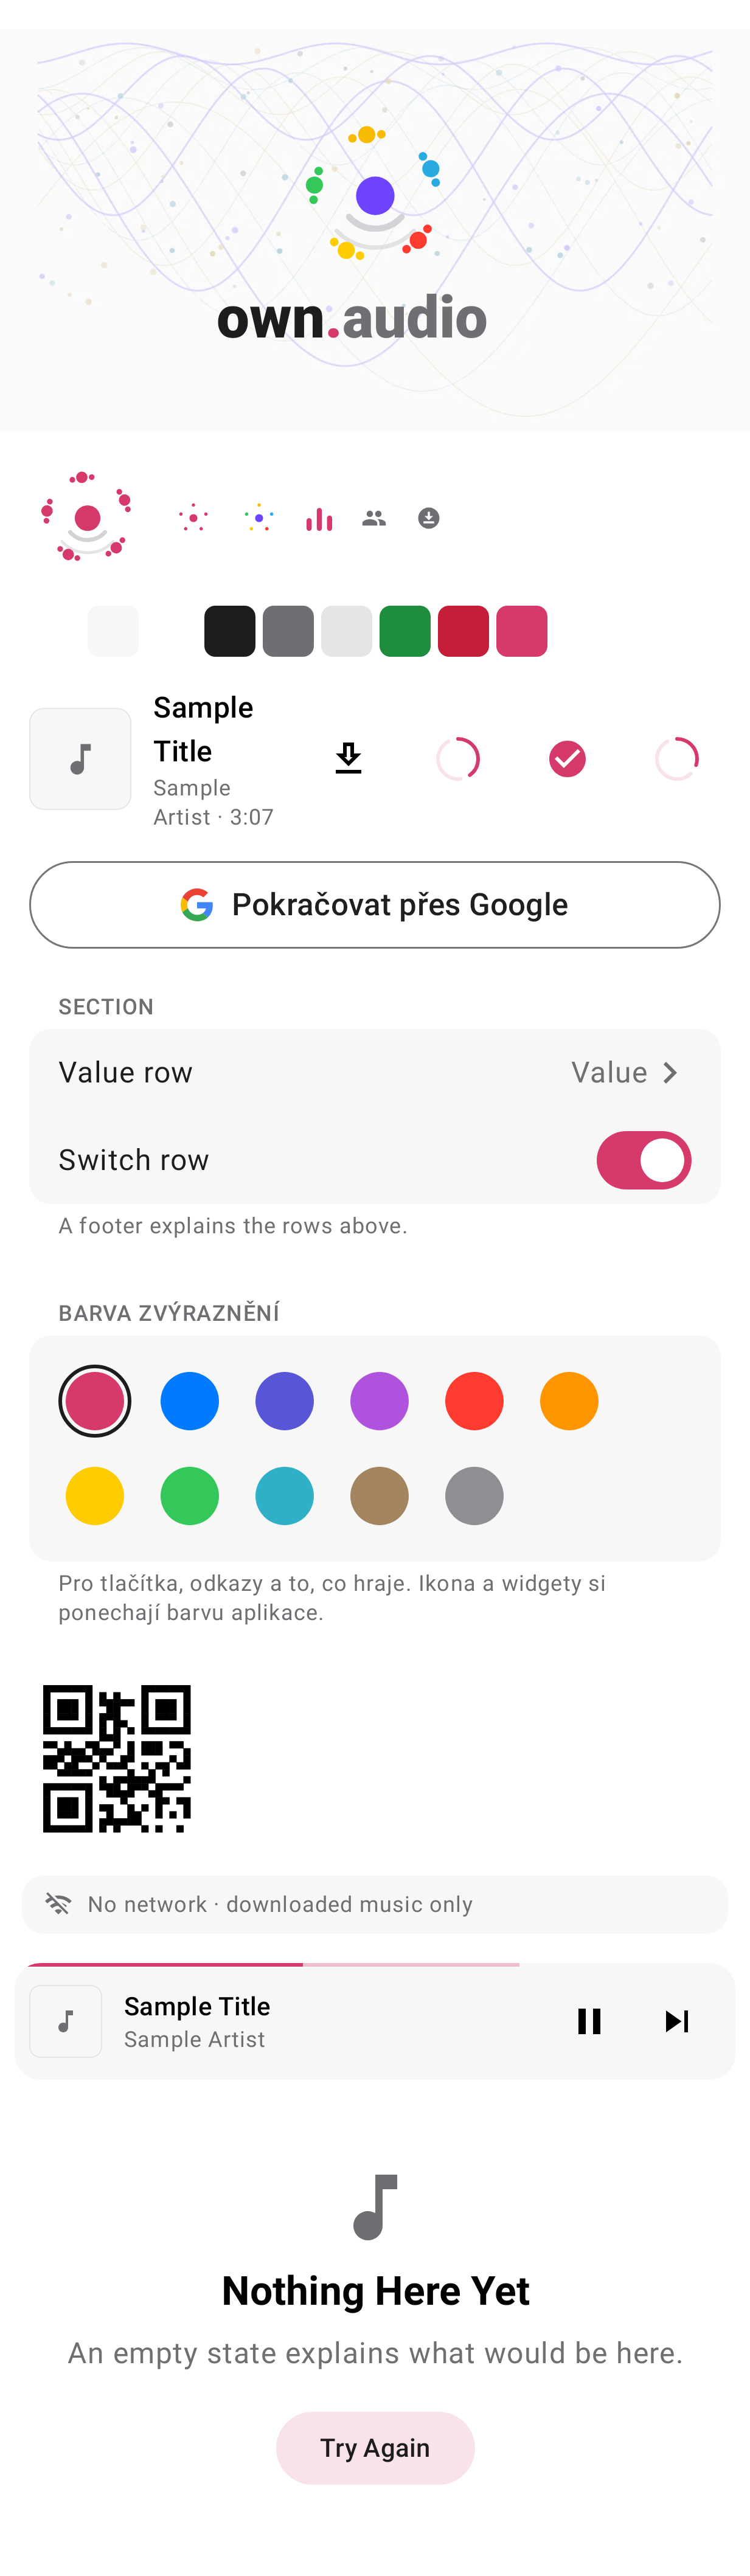 own.audio
Sample
Title
Sample
Artist · 3:07
Pokračovat přes Google
SECTION
Value row
Value
Switch row
A footer explains the rows above.
BARVA ZVÝRAZNĚNÍ
Pro tlačítka, odkazy a to, co hraje. Ikona a widgety si
ponechají barvu aplikace.
No network · downloaded music only
Sample Title
Sample Artist
Nothing Here Yet
An empty state explains what would be here.
Try Again